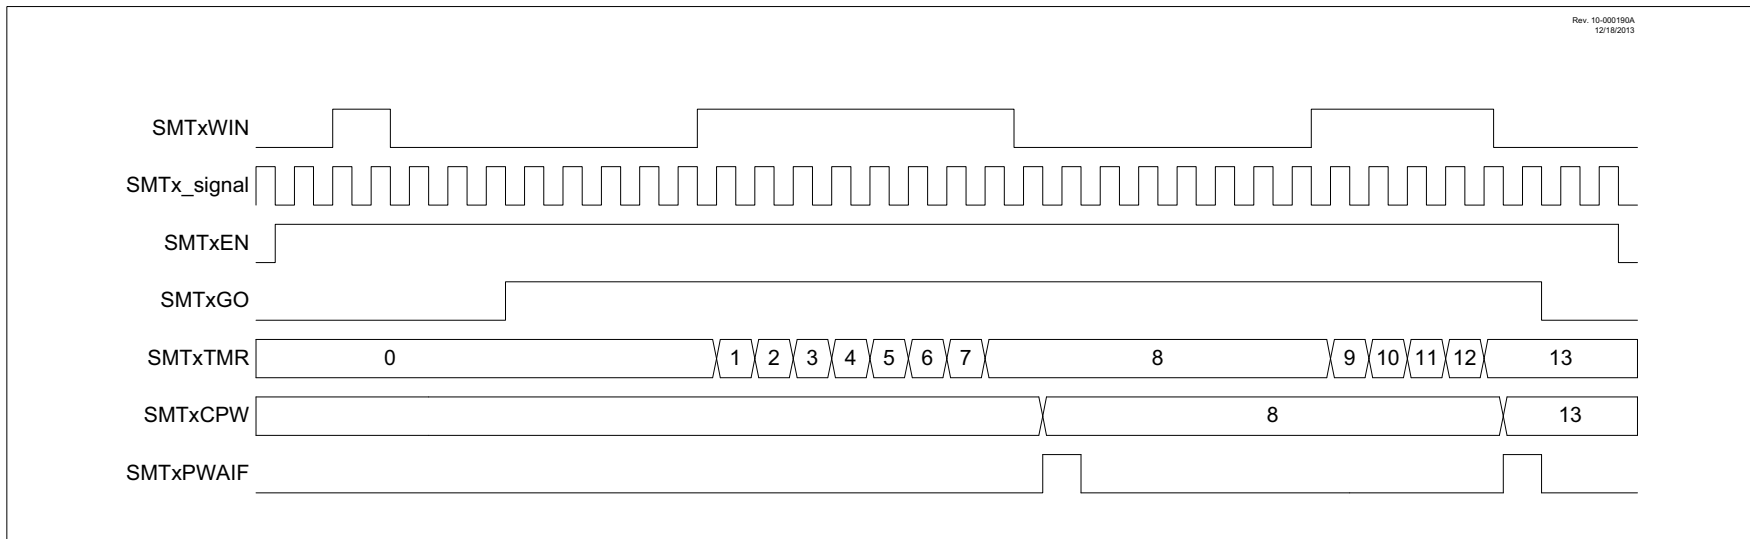 Rev. 10-000190A
12/18/2013
SMTxWIN
SMTx_signal
SMTxEN
SMTxGO
SMTxTMR 0 1 2 3 4 5 6 7 8 9 10 11 12 13
SMTxCPW 8 13
SMTxPWAIF